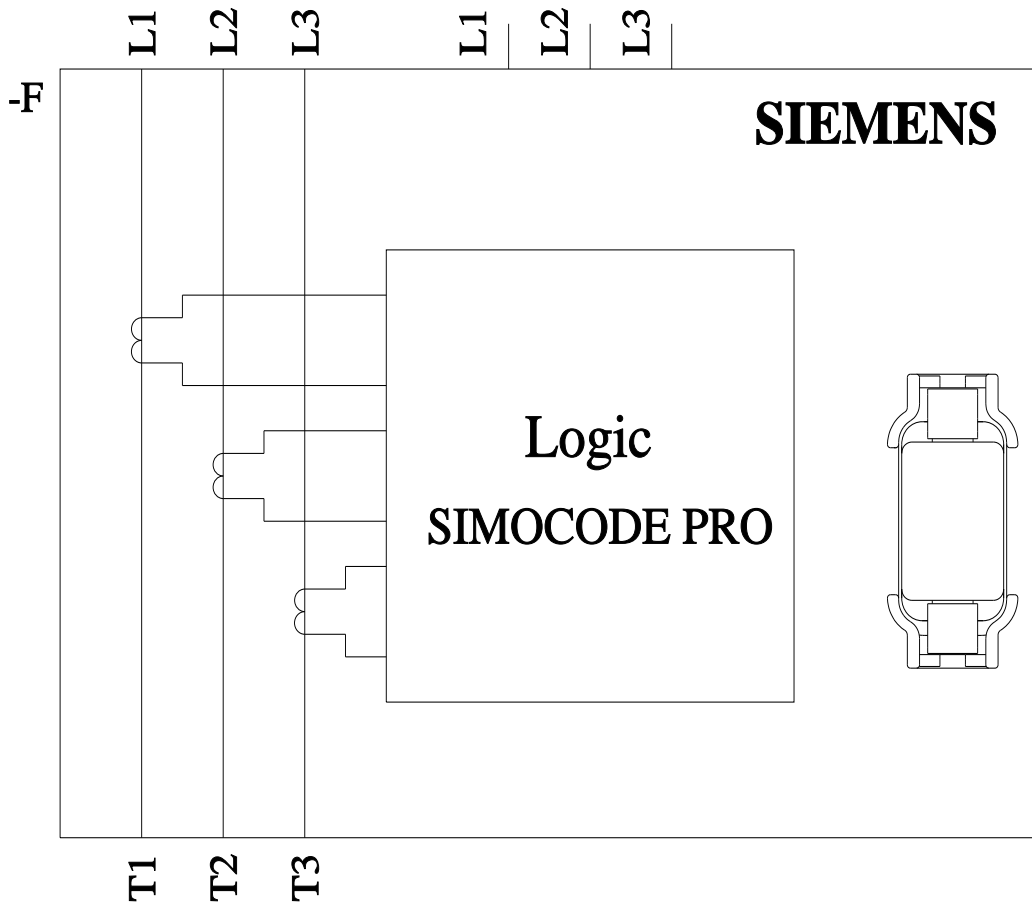 L1 L2 L3 L1 L2 L3
-F
SIEMENS
Logic
SIMOCODE PRO
T1 T2 T3